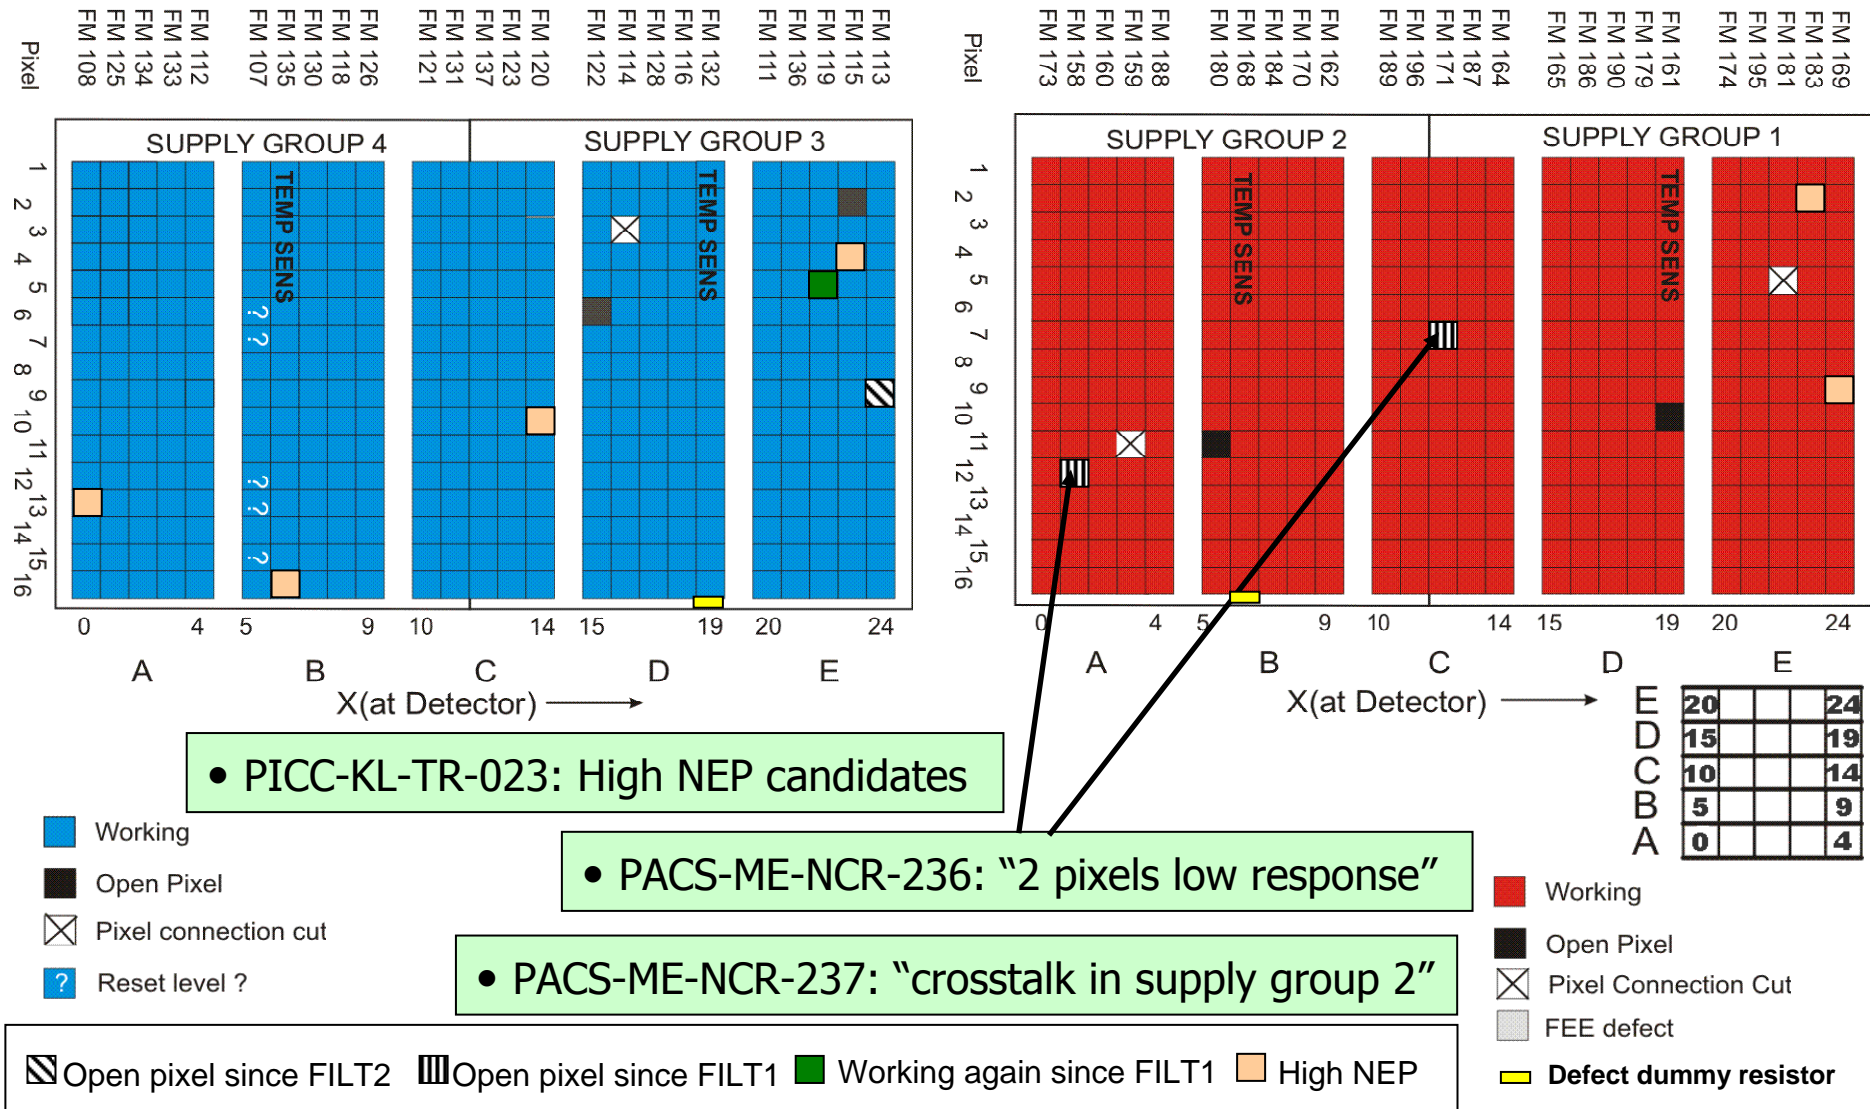 Pixel
FM 108
FM 125
FM 134
FM 133
FM 112
FM 107
FM 135
FM 130
FM 118
FM 126
FM 121
FM 131
FM 137
FM 123
FM 120
FM 122
FM 114
FM 128
FM 116
FM 132
FM 111
FM 136
FM 119
FM 115
FM 113
Pixel
FM 173
FM 158
FM 160
FM 159
FM 188
FM 180
FM 168
FM 184
FM 170
FM 162
FM 189
FM 196
FM 171
FM 187
FM 164
FM 165
FM 186
FM 190
FM 179
FM 161
FM 174
FM 195
FM 181
FM 183
FM 169
SUPPLY GROUP 4
SUPPLY GROUP 3
1
2
3
4
5
6
7
8
9
10
11
12
13
14
15
16
TEMP SENS
TEMP SENS
?
?
?
?
?
0 4 5 9 10 14 15 19 20 24
A B C D E
X(at Detector)
SUPPLY GROUP 2
SUPPLY GROUP 1
1
2
3
4
5
6
7
8
9
10
11
12
13
14
15
16
TEMP SENS
TEMP SENS
0 4 5 9 10 14 15 19 20 24
A B C D E
X(at Detector)
E 20 24
D 15 19
C 10 14
B 5 9
A 0 4
• PICC-KL-TR-023: High NEP candidates
• PACS-ME-NCR-236: “2 pixels low response”
• PACS-ME-NCR-237: “crosstalk in supply group 2”
Working
Open Pixel
Pixel connection cut
? Reset level ?
Working
Open Pixel
Pixel Connection Cut
FEE defect
Defect dummy resistor
Open pixel since FILT2 Open pixel since FILT1 Working again since FILT1 High NEP